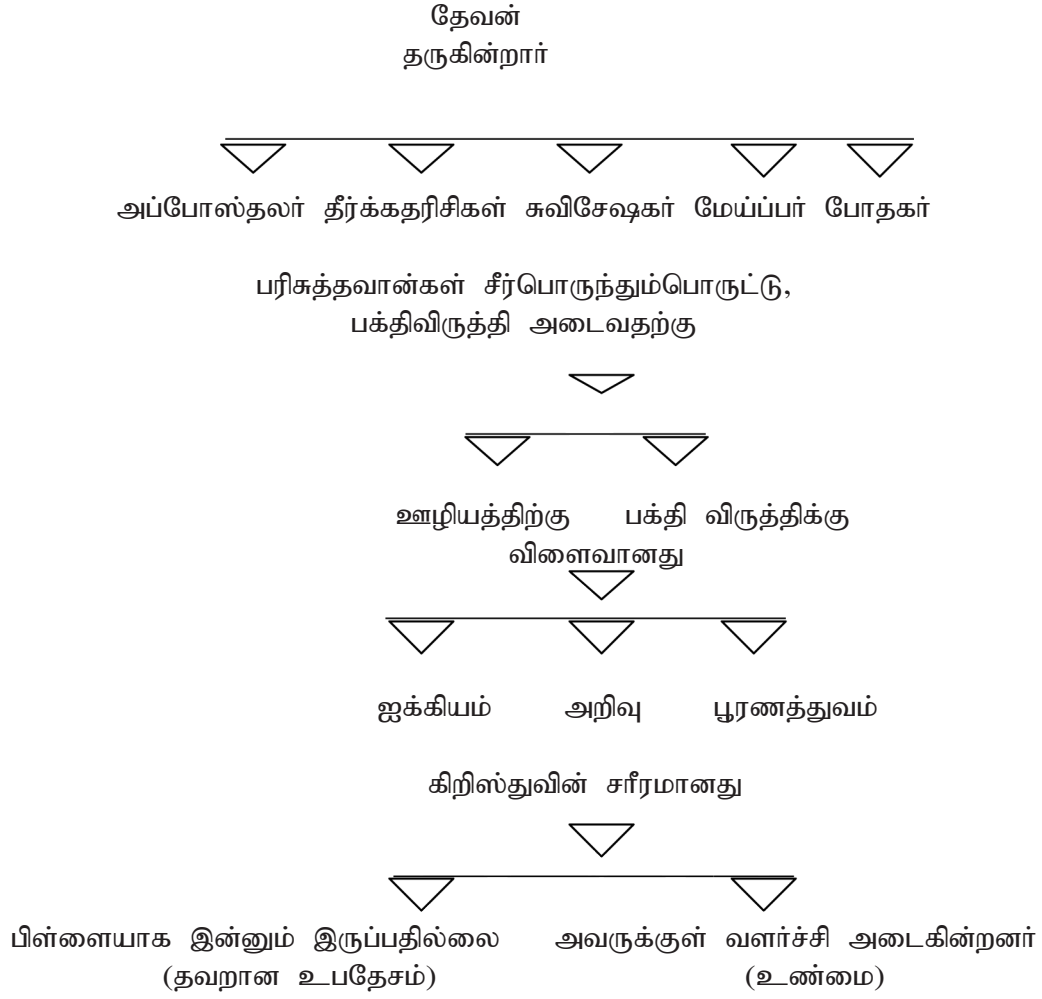 தேவன்
தருகின்றார்
அப்போஸ்தலர் தீர்க்கதரிசிகள் சுவிசேஷகர் மேய்ப்பர் போதகர்
பரிசுத்தவான்கள் சீர்பொருந்தும்பொருட்டு,
பக்திவிருத்தி அடைவதற்கு
ஊழியத்திற்கு பக்தி விருத்திக்கு
விளைவானது
ஐக்கியம் அறிவு பூரணத்துவம்
கிறிஸ்துவின் சரீரமானது
பிள்ளையாக இன்னும் இருப்பதில்லை அவருக்குள் வளர்ச்சி அடைகின்றனர்
(தவறான உபதேசம்) (உண்மை)